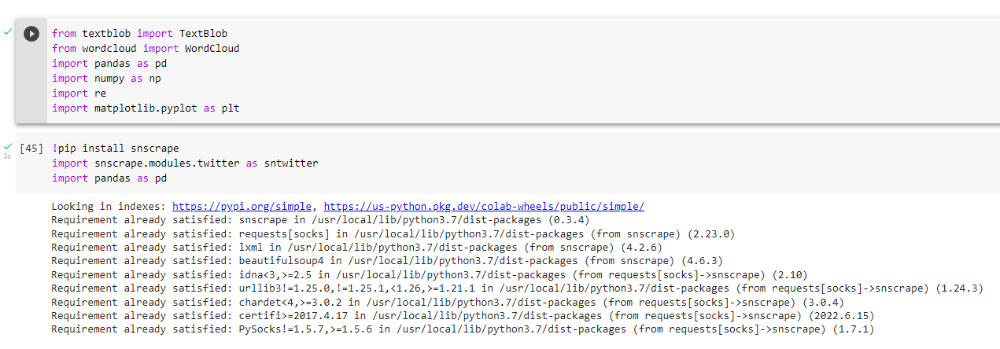 from textblob import TextBlob
from wordcloud import WordCloud
import pandas as pd
import numpy as np
import re
import matplotlib.pyplot as plt
[45] !pip install snscrape
3s
import snscrape.modules.twitter as sntwitter
import pandas as pd
Looking in indexes: https://pypi.org/simple, https://us-python.pkg.dev/colab-wheels/public/simple/
Requirement already satisfied: snscrape in /usr/local/lib/python3.7/dist-packages (0.3.4)
Requirement already satisfied: requests[socks] in /usr/local/lib/python3.7/dist-packages (from snscrape) (2.23.0)
Requirement already satisfied: lxml in /usr/local/lib/python3.7/dist-packages (from snscrape) (4.2.6)
Requirement already satisfied: beautifulsoup4 in /usr/local/lib/python3.7/dist-packages (from snscrape) (4.6.3)
Requirement already satisfied: idna<3,>=2.5 in /usr/local/lib/python3.7/dist-packages (from requests[socks]->snscrape) (2.10)
Requirement already satisfied: urllib3!=1.25.0,!=1.25.1,<1.26,>=1.21.1 in /usr/local/lib/python3.7/dist-packages (from requests[socks]->snscrape) (1.24.3)
Requirement already satisfied: chardet<4,>=3.0.2 in /usr/local/lib/python3.7/dist-packages (from requests[socks]->snscrape) (3.0.4)
Requirement already satisfied: certifi>=2017.4.17 in /usr/local/lib/python3.7/dist-packages (from requests[socks]->snscrape) (2022.6.15)
Requirement already satisfied: PySocks!=1.5.7,>=1.5.6 in /usr/local/lib/python3.7/dist-packages (from requests[socks]->snscrape) (1.7.1)